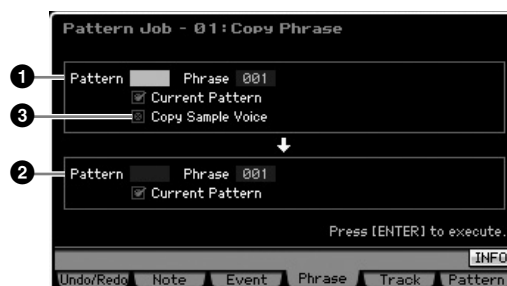 Pattern Job - 01:Copy Phrase
1 Pattern Phrase 001
Current Pattern
3 Copy Sample Voice
2 Pattern Phrase 001
Current Pattern
Press [ENTER] to execute.
INFO
Undo/Redo Note Event Phrase Track Pattern